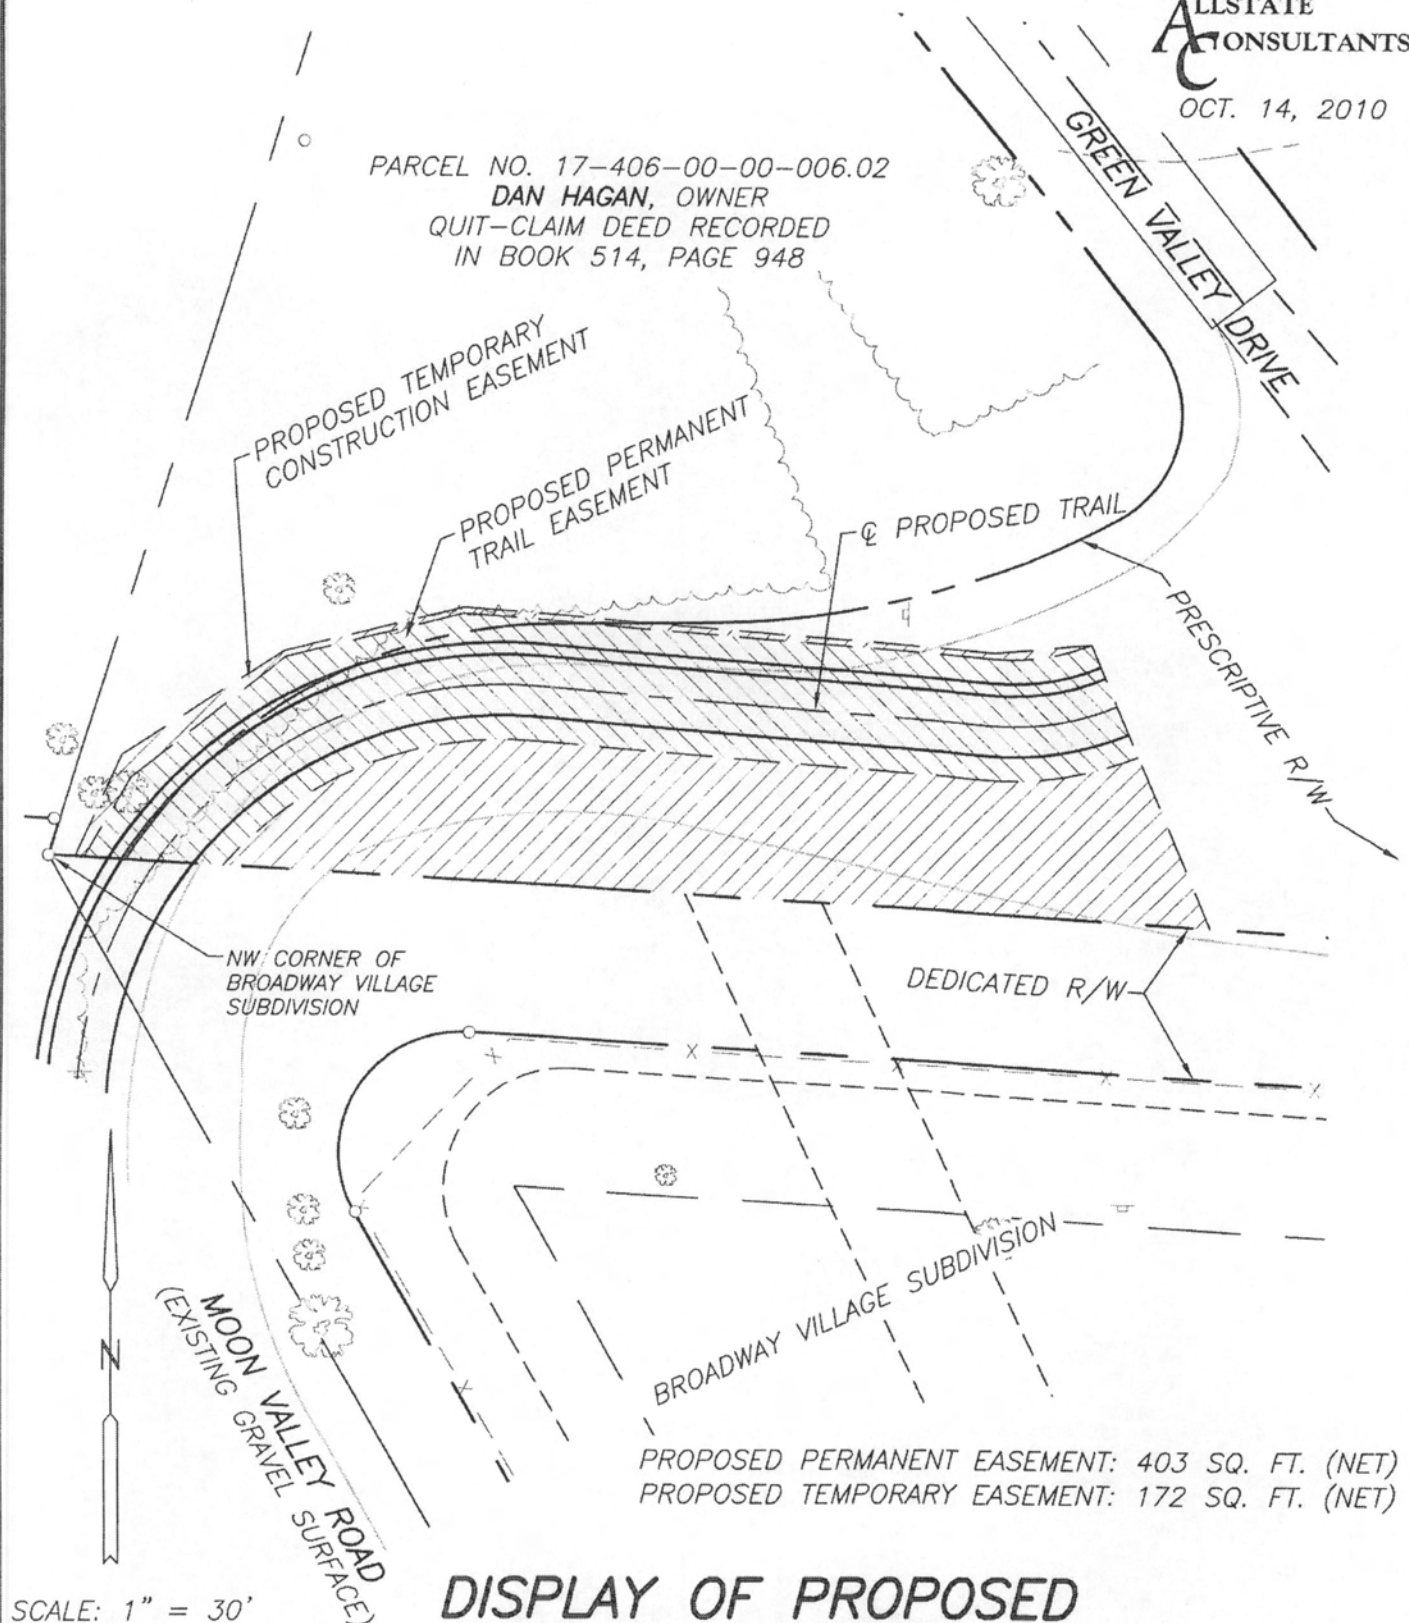 ALLSTATE
CONSULTANTS
OCT. 14, 2010
PARCEL NO. 17-406-00-00-006.02
DAN HAGAN, OWNER
QUIT-CLAIM DEED RECORDED
IN BOOK 514, PAGE 948
GREEN VALLEY DRIVE
PROPOSED TEMPORARY
CONSTRUCTION EASEMENT
PROPOSED PERMANENT
TRAIL EASEMENT
℄ PROPOSED TRAIL
PRESCRIPTIVE R/W
NW CORNER OF
BROADWAY VILLAGE
SUBDIVISION
DEDICATED R/W
BROADWAY VILLAGE SUBDIVISION
MOON VALLEY ROAD
(EXISTING GRAVEL SURFACE)
N
PROPOSED PERMANENT EASEMENT: 403 SQ. FT. (NET)
PROPOSED TEMPORARY EASEMENT: 172 SQ. FT. (NET)
SCALE: 1" = 30'
DISPLAY OF PROPOSED